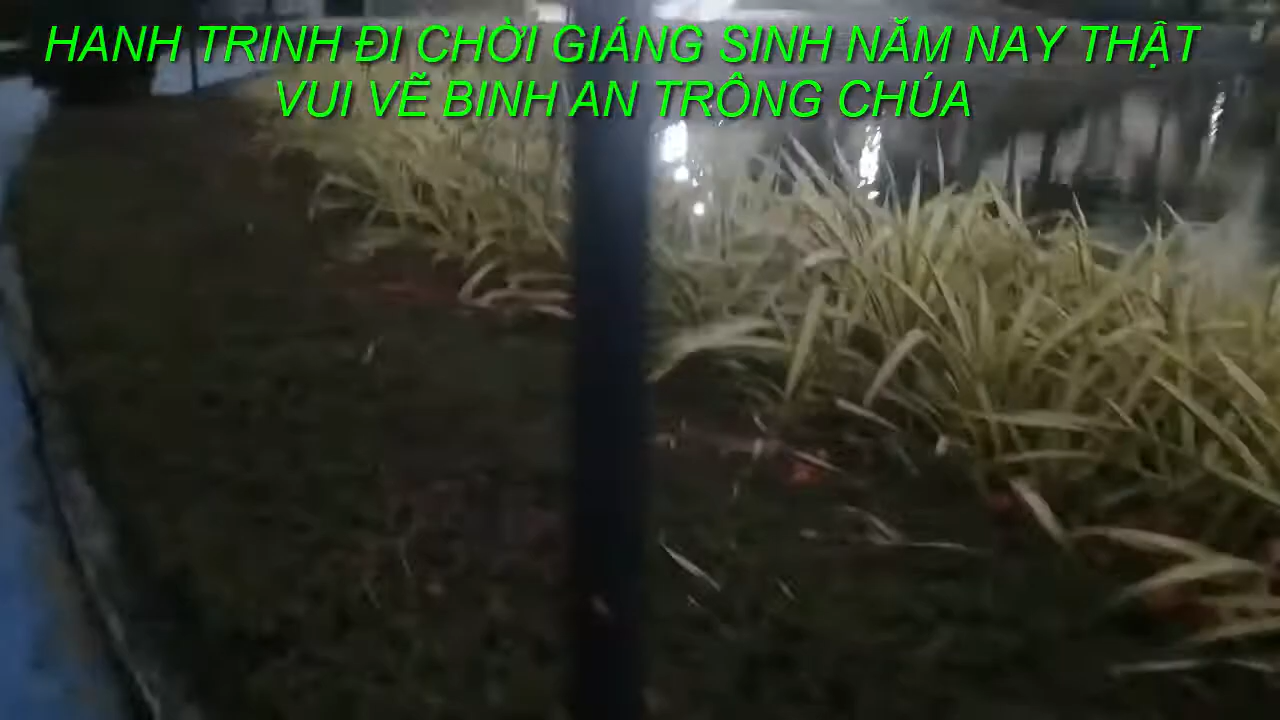 HANH TRINH ĐI CHỜI GIÁNG SINH NĂM NAY THẬT
VUI VẼ BINH AN TRÔNG CHÚA